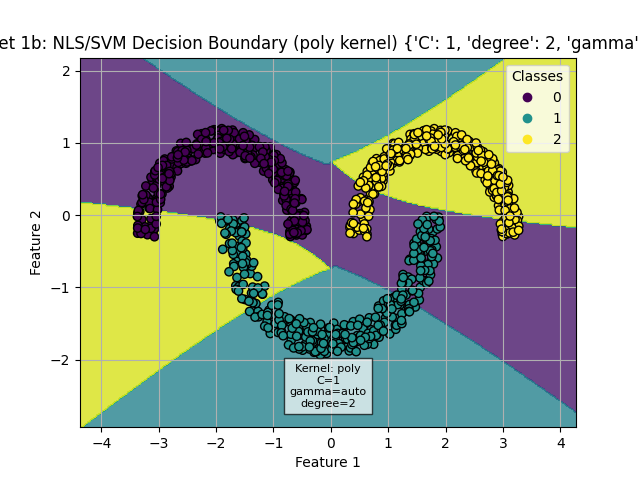 et 1b: NLS/SVM Decision Boundary (poly kernel) {'C': 1, 'degree': 2, 'gamma'
Classes
0
1
2
2
1
0
−1
−2
Feature 2
Kernel: poly
C=1
gamma=auto
degree=2
−4 −3 −2 −1 0 1 2 3 4
Feature 1